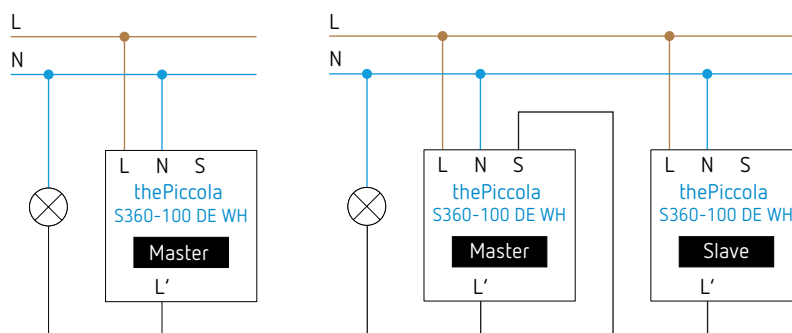 L
N
L N S
thePiccola
S360-100 DE WH
Master
L′
L
N
L N S
thePiccola
S360-100 DE WH
Master
L′
L N S
thePiccola
S360-100 DE WH
Slave
L′